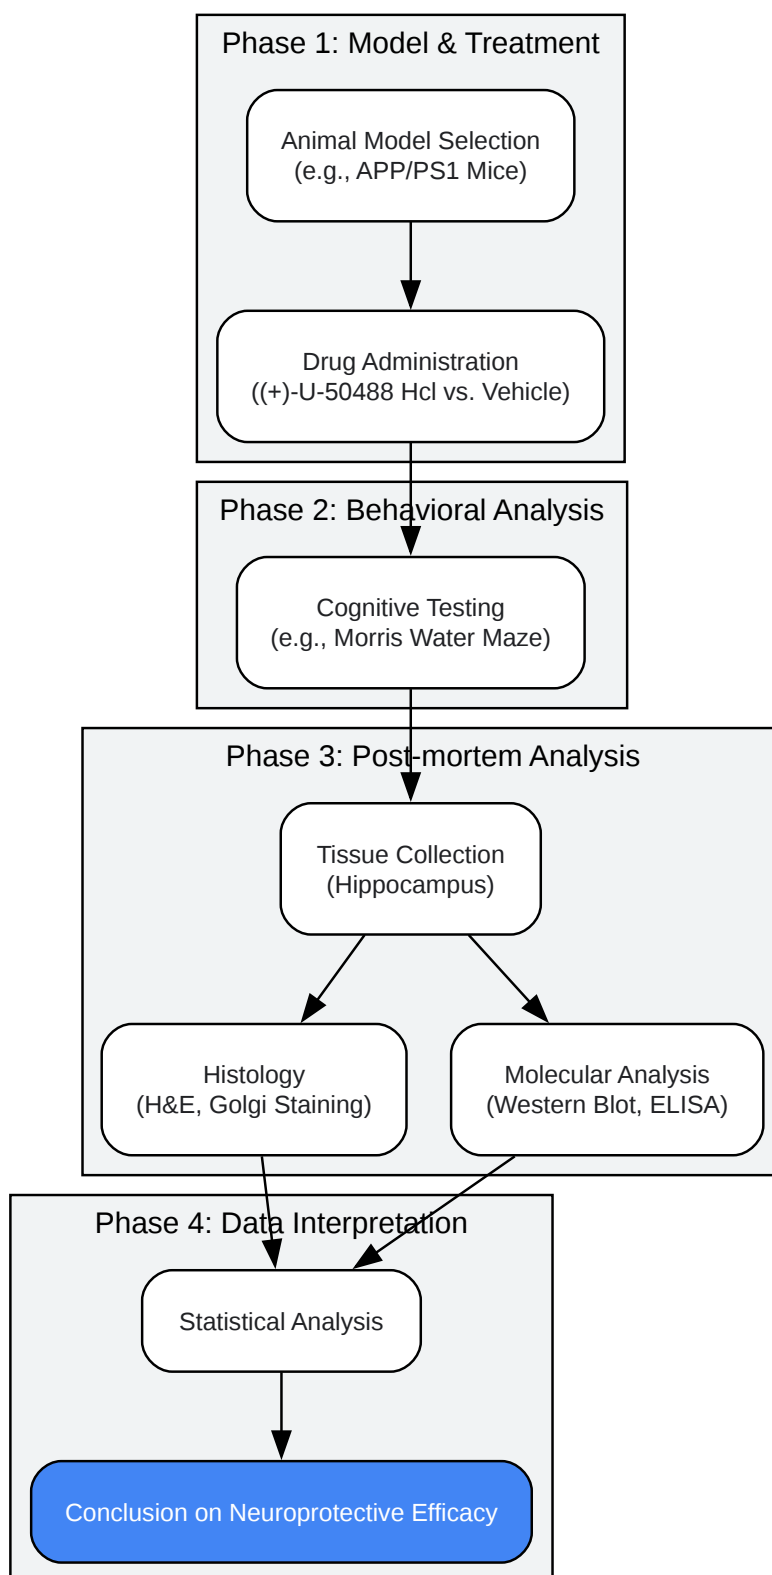 Phase 1: Model & Treatment
Animal Model Selection
(e.g., APP/PS1 Mice)
Drug Administration
((+)-U-50488 Hcl vs. Vehicle)
Phase 2: Behavioral Analysis
Cognitive Testing
(e.g., Morris Water Maze)
Phase 3: Post-mortem Analysis
Tissue Collection
(Hippocampus)
Histology
(H&E, Golgi Staining)
Molecular Analysis
(Western Blot, ELISA)
Phase 4: Data Interpretation
Statistical Analysis
Conclusion on Neuroprotective Efficacy